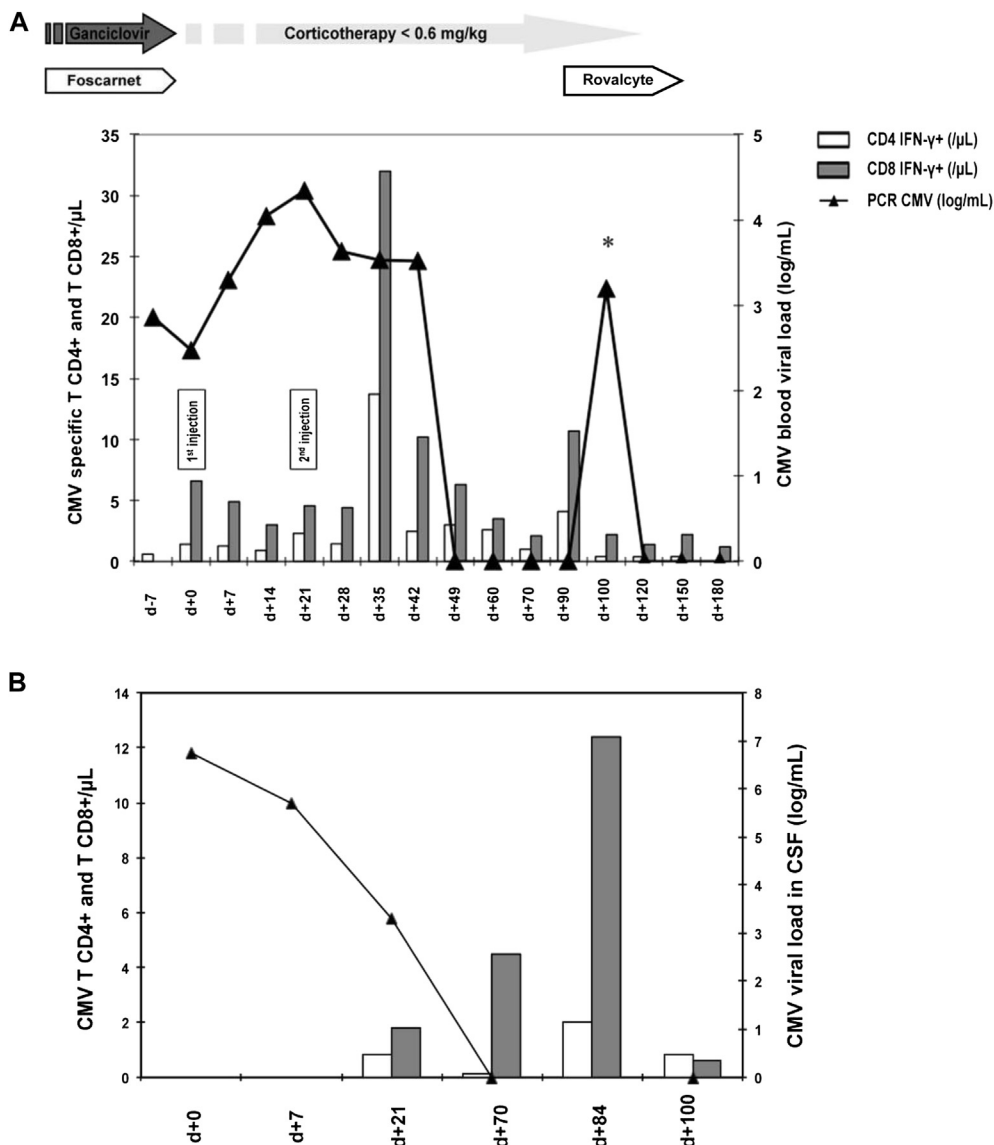 A
Ganciclovir
Corticotherapy < 0.6 mg/kg
Foscarnet
Rovalcyte
CMV specific T CD4+ and T CD8+/µL
35
30
25
20
15
10
5
0
1st injection
2nd injection
*
5
4
3
2
1
0
CMV blood viral load (log/mL)
CD4 IFN-γ+ (/µL)
CD8 IFN-γ+ (/µL)
PCR CMV (log/mL)
d-7
d+0
d+7
d+14
d+21
d+28
d+35
d+42
d+49
d+60
d+70
d+90
d+100
d+120
d+150
d+180
B
CMV T CD4+ and T CD8+/µL
14
12
10
8
6
4
2
0
8
7
6
5
4
3
2
1
0
CMV viral load in CSF (log/mL)
d+0
d+7
d+21
d+70
d+84
d+100